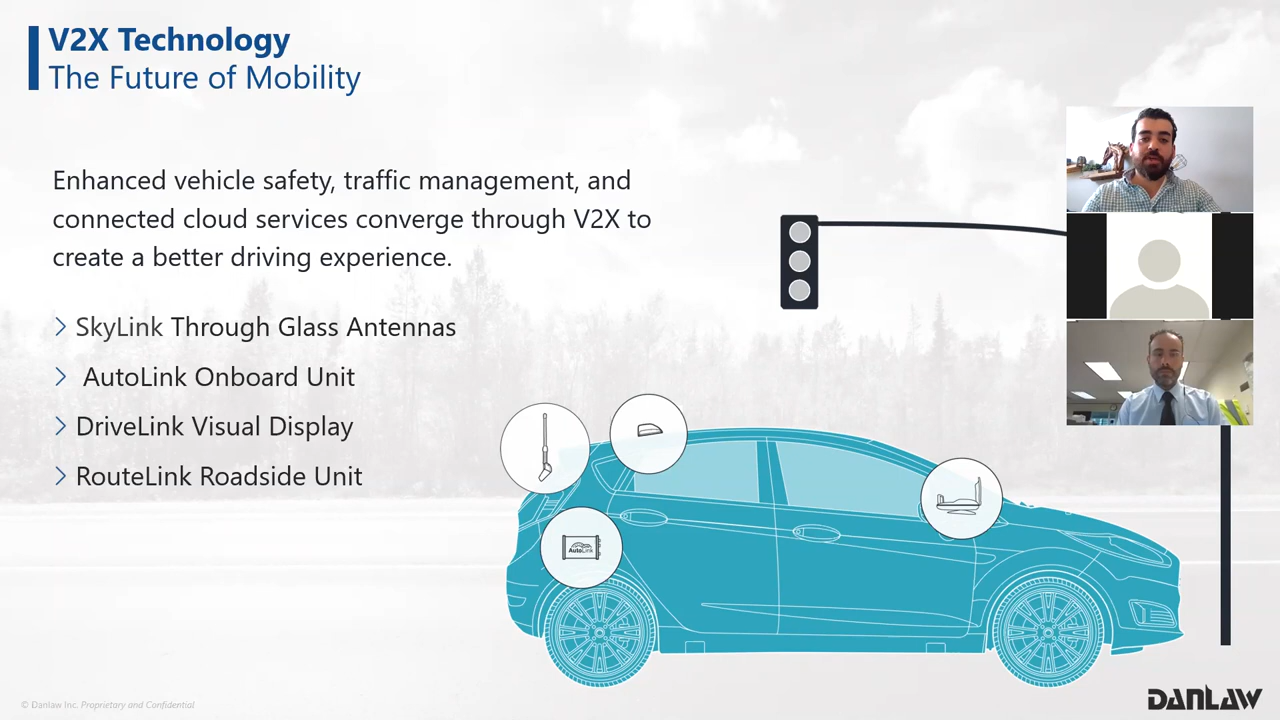 V2X Technology
The Future of Mobility
Enhanced vehicle safety, traffic management, and
connected cloud services converge through V2X to
create a better driving experience.
SkyLink Through Glass Antennas
AutoLink Onboard Unit
DriveLink Visual Display
RouteLink Roadside Unit
AutoLink
© Danlaw Inc. Proprietary and Confidential
DANLAW